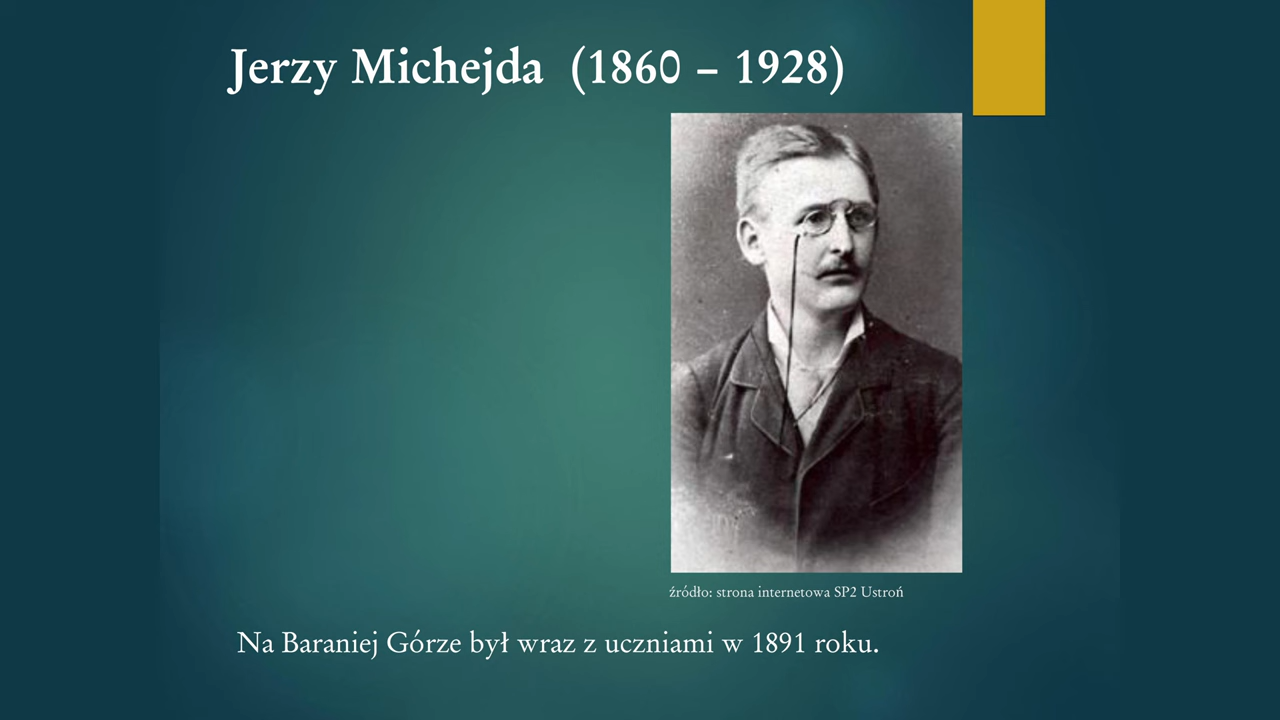 Jerzy Michejda (1860 – 1928)
źródło: strona internetowa SP2 Ustroń
Na Baraniej Górze był wraz z uczniami w 1891 roku.